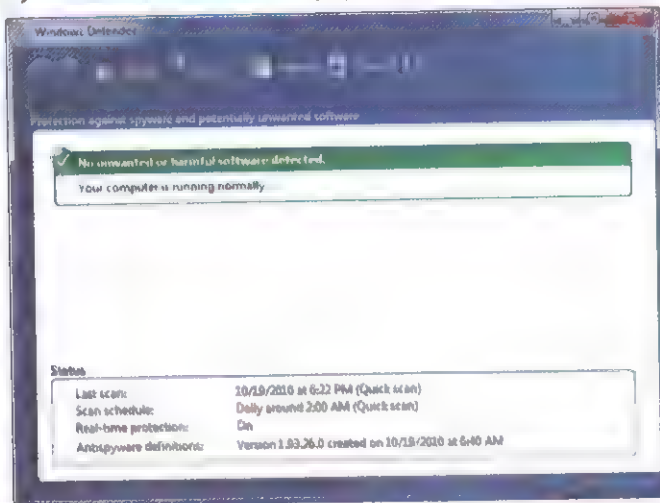 Windows Defender
Protection against spyware and potentially unwanted software
No unwanted or harmful software detected.
Your computer is running normally.
Status
Last scan: 10/19/2010 at 6:22 PM (Quick scan)
Scan schedule: Daily around 2:00 AM (Quick scan)
Real-time protection: On
Antispyware definitions: Version 1.93.26.0 created on 10/19/2010 at 6:40 AM